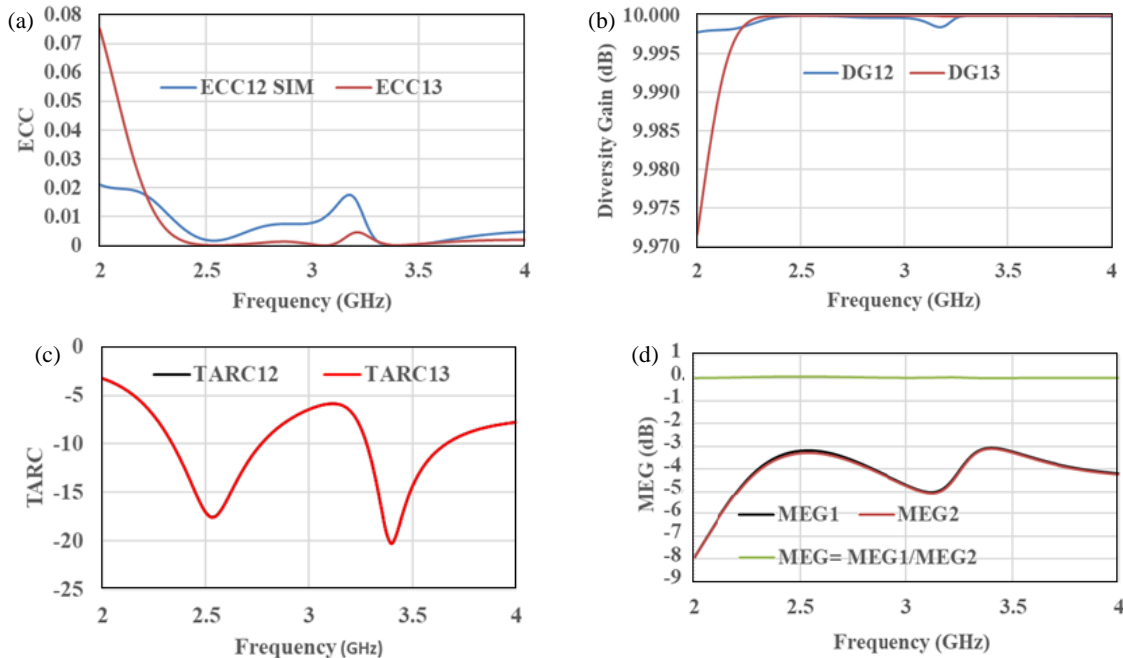 (a)
0.08
0.07
0.06
0.05
0.04
0.03
0.02
0.01
0
ECC
ECC12 SIM ECC13
2 2.5 3 3.5 4
Frequency (GHz)
(b)
10.000
9.995
9.990
9.985
9.980
9.975
9.970
Diversity Gain (dB)
DG12 DG13
2 2.5 3 3.5 4
Frequency (GHz)
(c)
0
-5
-10
-15
-20
-25
TARC
TARC12 TARC13
2 2.5 3 3.5 4
Frequency (GHz)
(d)
1
0.
-1
-2
-3
-4
-5
-6
-7
-8
-9
MEG (dB)
MEG1 MEG2
MEG= MEG1/MEG2
2 2.5 3 3.5 4
Frequency (GHz)